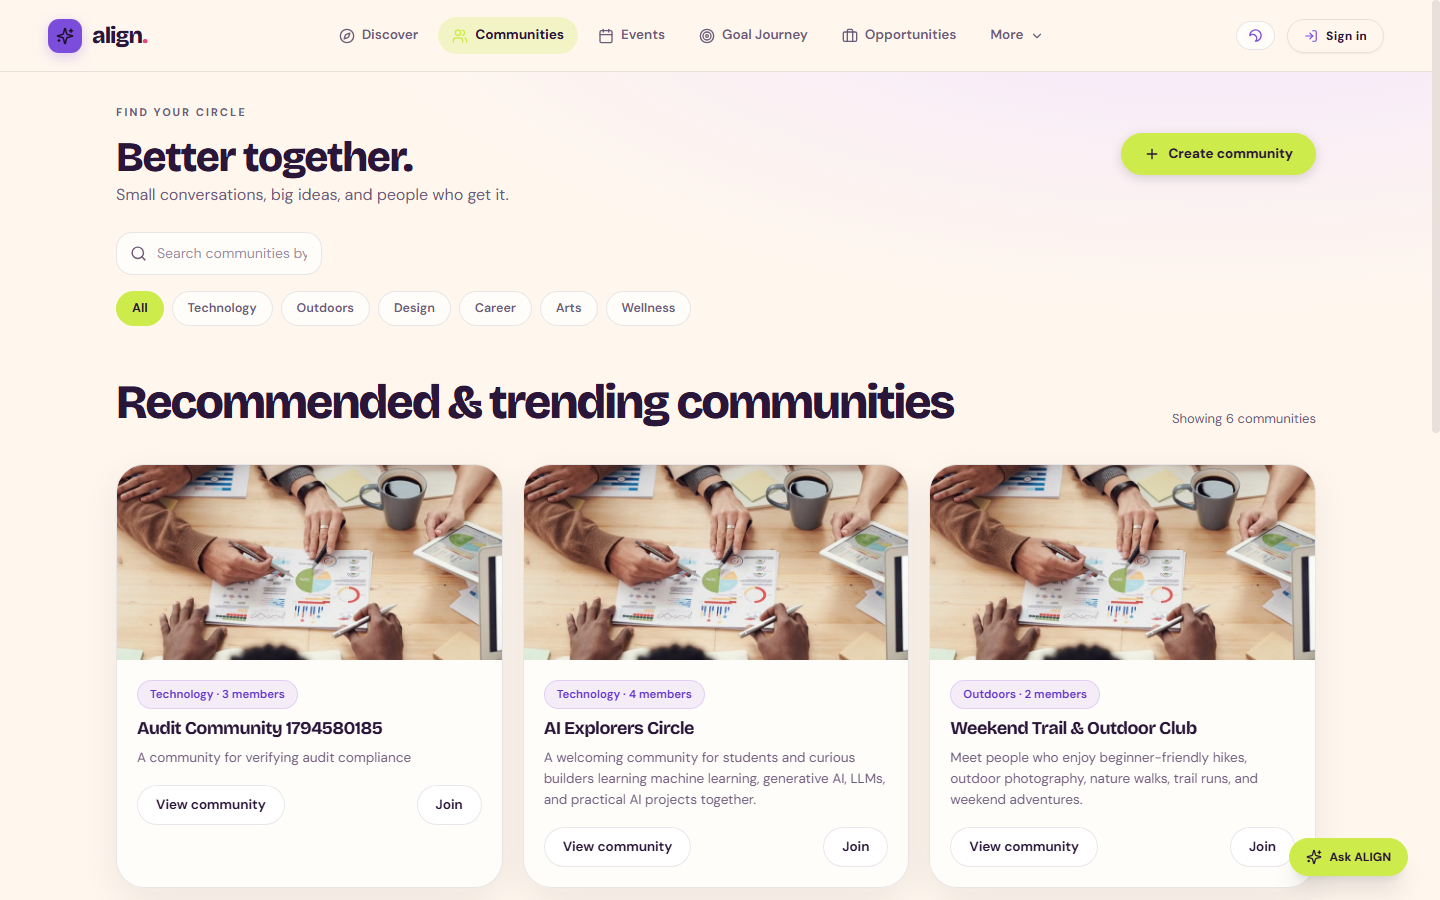 align.
Discover
Communities
Events
Goal Journey
Opportunities
More
Sign in
FIND YOUR CIRCLE
Better together.
Small conversations, big ideas, and people who get it.
Create community
Search communities by
All
Technology
Outdoors
Design
Career
Arts
Wellness
Recommended & trending communities
Showing 6 communities
Technology · 3 members
Audit Community 1794580185
A community for verifying audit compliance
View community
Join
Technology · 4 members
AI Explorers Circle
A welcoming community for students and curious
builders learning machine learning, generative AI, LLMs,
and practical AI projects together.
View community
Join
Outdoors · 2 members
Weekend Trail & Outdoor Club
Meet people who enjoy beginner-friendly hikes,
outdoor photography, nature walks, trail runs, and
weekend adventures.
View community
Join
Ask ALIGN